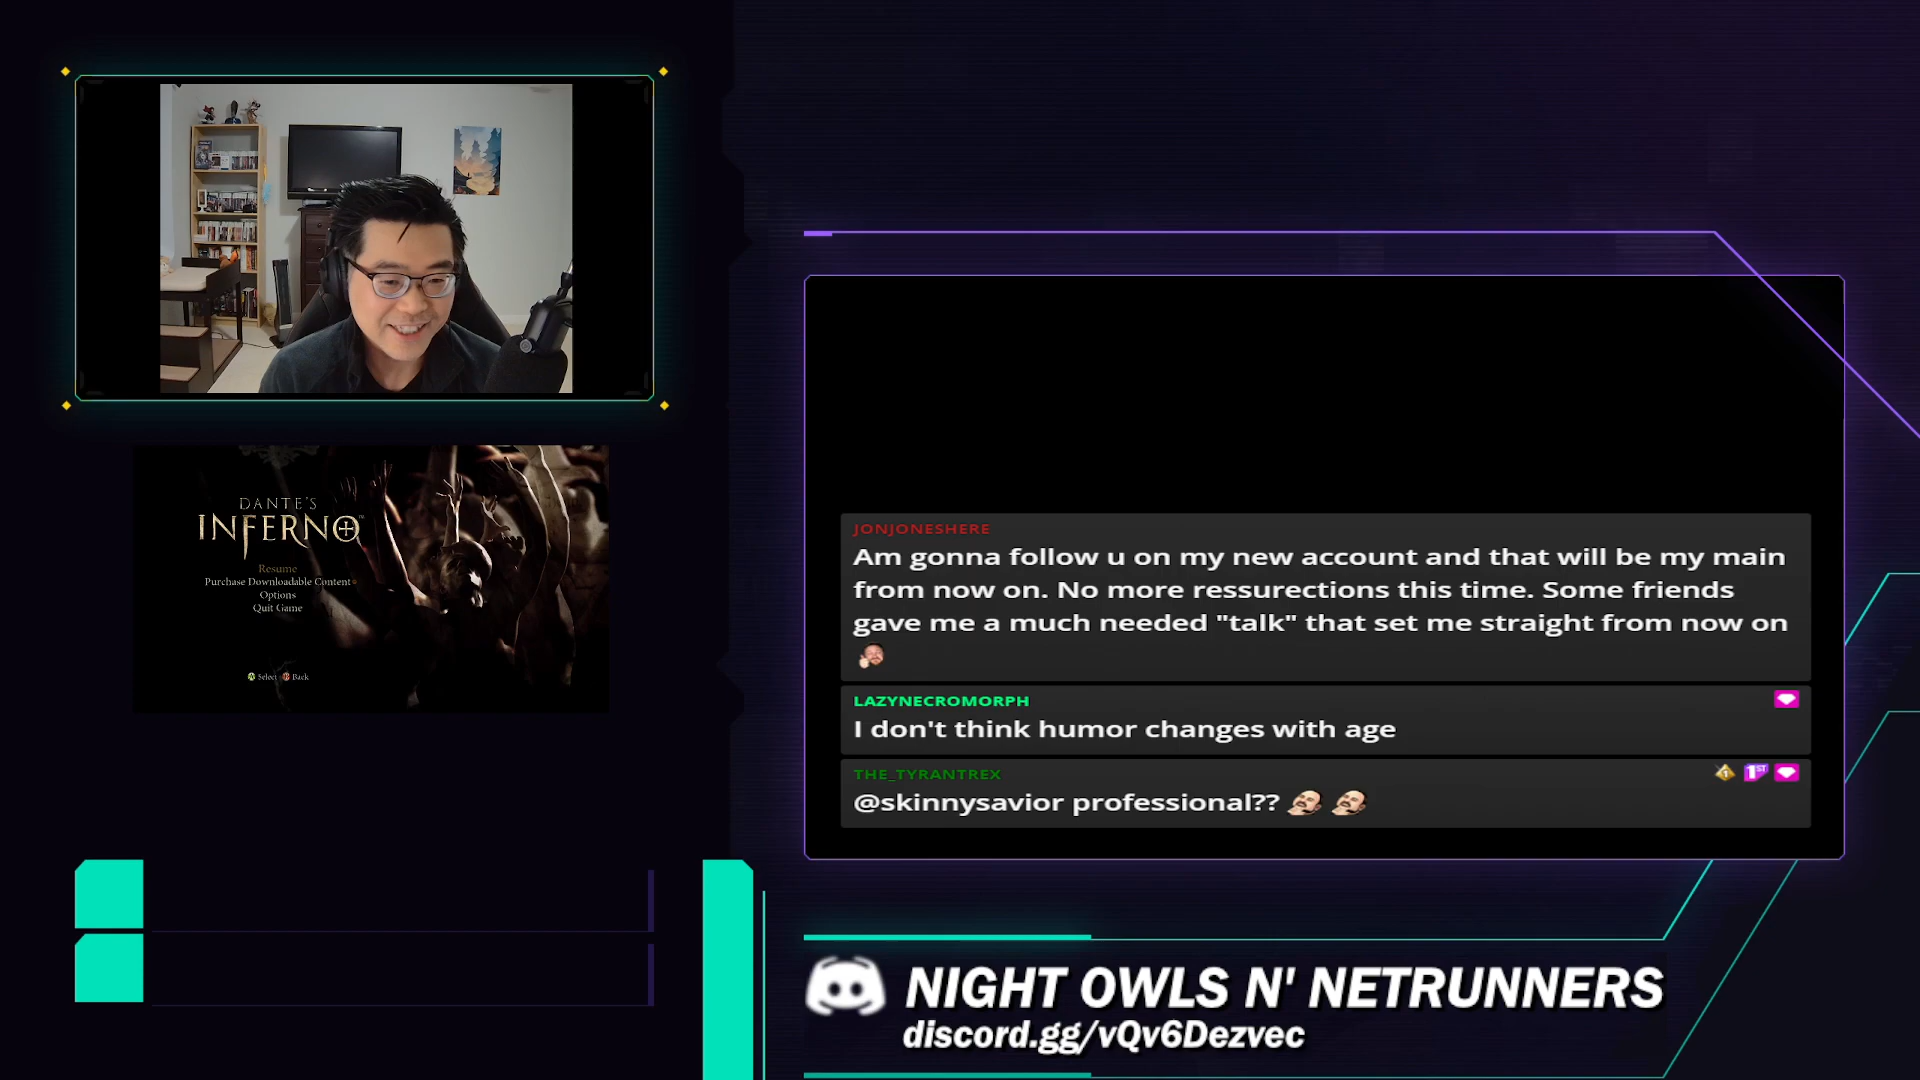 DANTE'S
INFERNO
Resume
Purchase Downloadable Content
Options
Quit Game
Select Back
JONJONESHERE
Am gonna follow u on my new account and that will be my main
from now on. No more ressurections this time. Some friends
gave me a much needed "talk" that set me straight from now on
LAZYNECROMORPH
I don't think humor changes with age
THE_TYRANTREX
@skinnysavior professional??
NIGHT OWLS N' NETRUNNERS
discord.gg/vQv6Dezvec